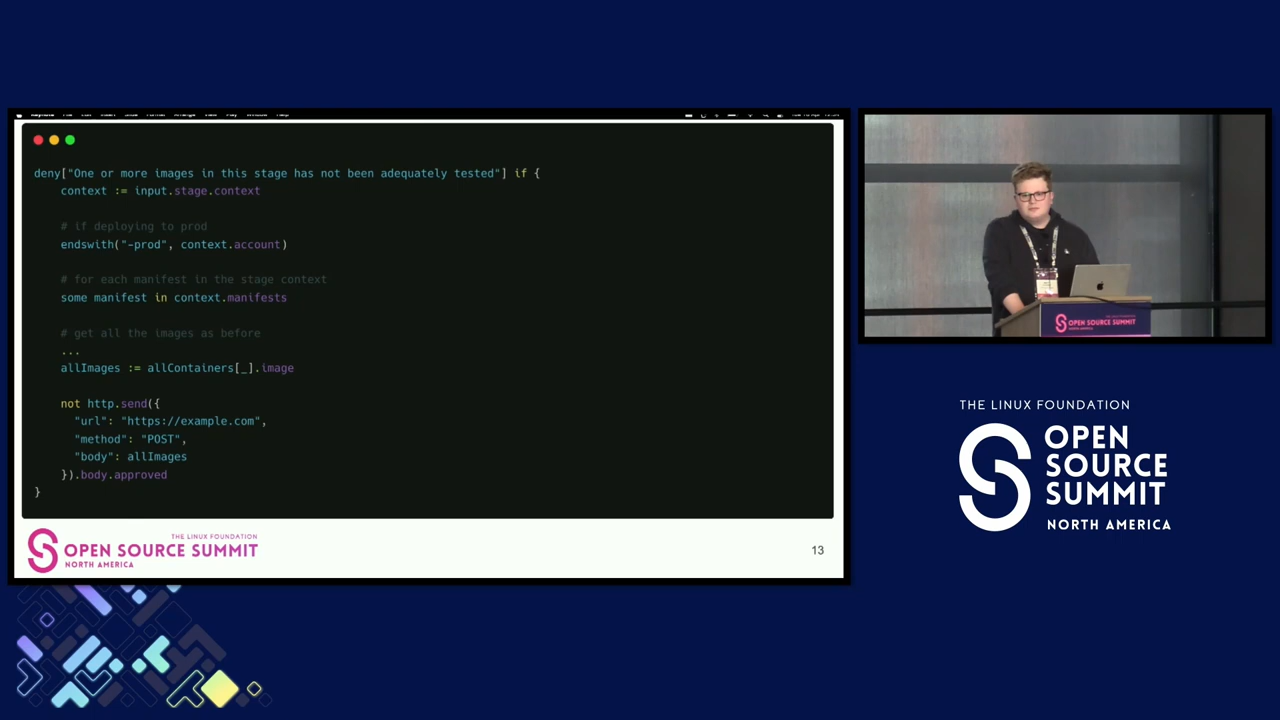 deny["One or more images in this stage has not been adequately tested"] if {
context := input.stage.context
# if deploying to prod
endswith("-prod", context.account)
# for each manifest in the stage context
some manifest in context.manifests
# get all the images as before
...
allImages := allContainers[_].image
not http.send({
"url": "https://example.com",
"method": "POST",
"body": allImages
}).body.approved
}
THE LINUX FOUNDATION
OPEN SOURCE SUMMIT
NORTH AMERICA
13
OPEN SOURCE SUMMIT
THE LINUX FOUNDATION
OPEN
SOURCE
SUMMIT
NORTH AMERICA